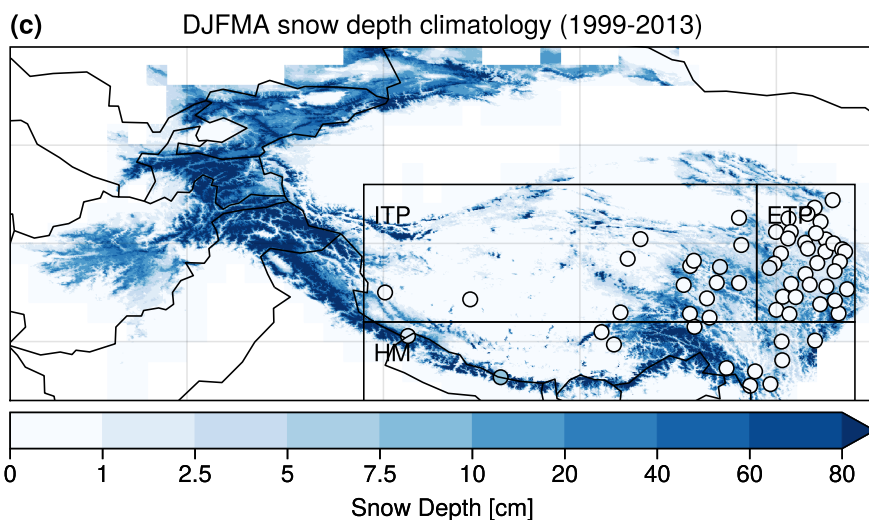 (c) DJFMA snow depth climatology (1999-2013)
ITP ETP
HM
0 1 2.5 5 7.5 10 20 40 60 80
Snow Depth [cm]